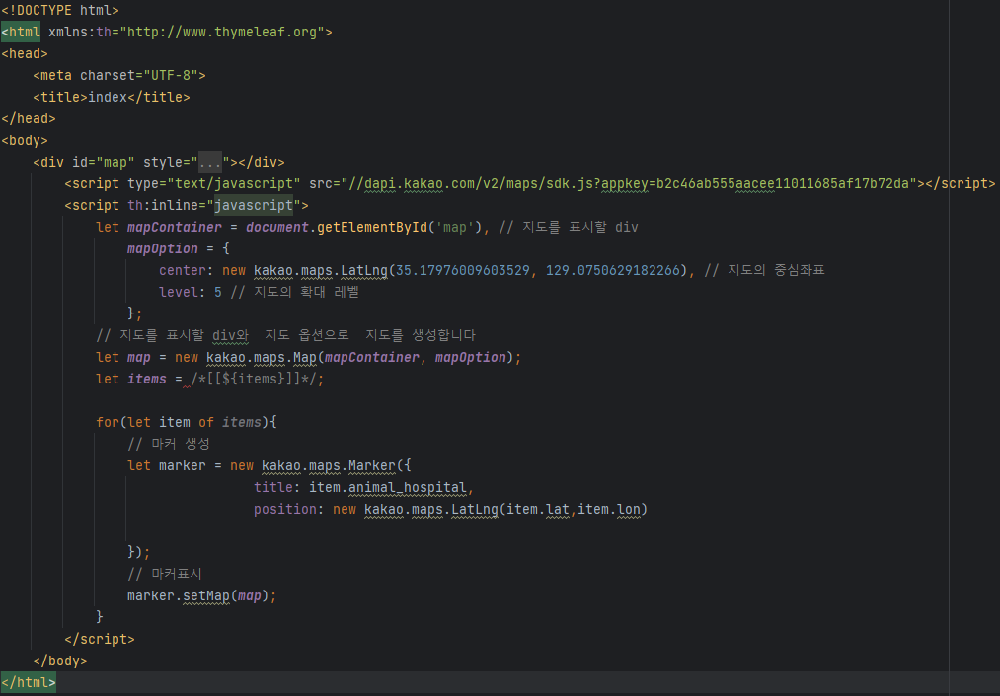 <!DOCTYPE html>
<html xmlns:th="http://www.thymeleaf.org">
<head>
    <meta charset="UTF-8">
    <title>index</title>
</head>
<body>
    <div id="map" style="..."></div>
        <script type="text/javascript" src="//dapi.kakao.com/v2/maps/sdk.js?appkey=b2c46ab555aacee11011685af17b72da"></script>
        <script th:inline="javascript">
            let mapContainer = document.getElementById('map'), // 지도를 표시할 div
                mapOption = {
                    center: new kakao.maps.LatLng(35.17976009603529, 129.0750629182266), // 지도의 중심좌표
                    level: 5 // 지도의 확대 레벨
                };
            // 지도를 표시할 div와  지도 옵션으로  지도를 생성합니다
            let map = new kakao.maps.Map(mapContainer, mapOption);
            let items = /*[[${items}]]*/;

            for(let item of items){
                // 마커 생성
                let marker = new kakao.maps.Marker({
                                title: item.animal_hospital,
                                position: new kakao.maps.LatLng(item.lat,item.lon)

                });
                // 마커표시
                marker.setMap(map);
            }
        </script>
    </body>
</html>